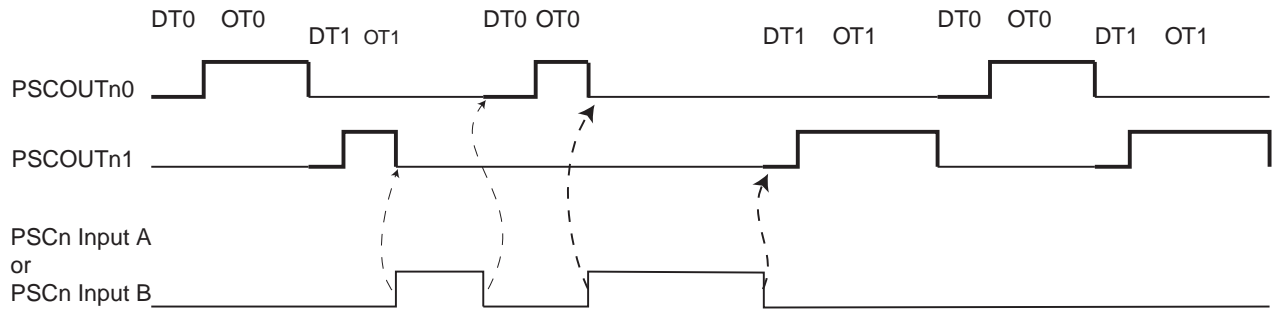 DT0 OT0 DT0 OT0 DT0 OT0
DT1 OT1 DT1 OT1 DT1 OT1
PSCOUTn0
PSCOUTn1
PSCn Input A
or
PSCn Input B